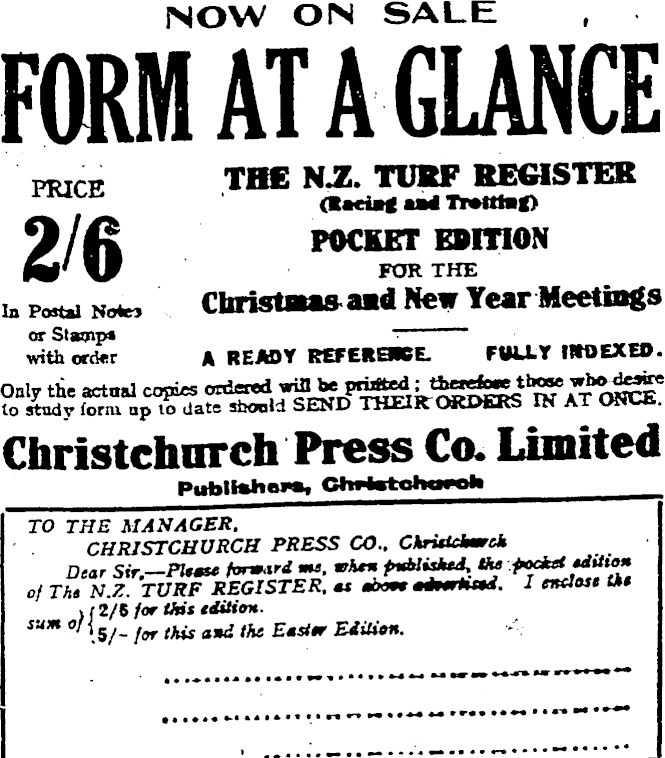 NOW ON SALE
FORM AT A GLANCE
PRICE
2/6
In Postal Notes
or Stamps
with order
THE N.Z. TURF REGISTER
(Racing and Trotting)
POCKET EDITION
FOR THE
Christmas and New Year Meetings
A READY REFERENCE. FULLY INDEXED.
Only the actual copies ordered will be printed; therefore those who desire
to study form up to date should SEND THEIR ORDERS IN AT ONCE.
Christchurch Press Co. Limited
Publishers, Christchurch
TO THE MANAGER,
CHRISTCHURCH PRESS CO., Christchurch
Dear Sir,—Please forward me, when published, the pocket edition
of The N.Z. TURF REGISTER, as above advertised. I enclose the
sum of { 2/6 for this edition.
5/- for this and the Easter Edition.